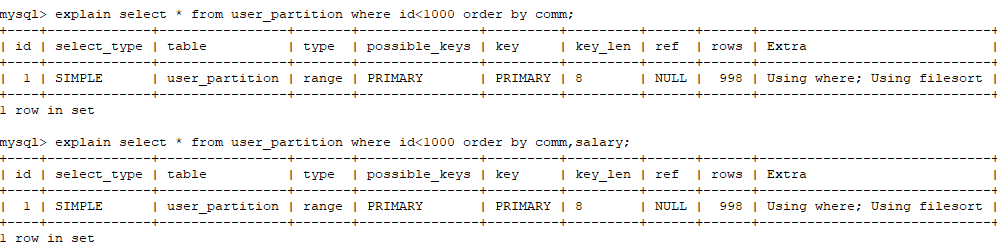 mysql> explain select * from user_partition where id<1000 order by comm;
+----+-------------+----------------+-------+---------------+---------+---------+------+------+-----------------------------+
| id | select_type | table          | type  | possible_keys | key     | key_len | ref  | rows | Extra                       |
+----+-------------+----------------+-------+---------------+---------+---------+------+------+-----------------------------+
| 1 | SIMPLE      | user_partition | range | PRIMARY       | PRIMARY | 8       | NULL |  998 | Using where; Using filesort |
+----+-------------+----------------+-------+---------------+---------+---------+------+------+-----------------------------+
1 row in set
mysql> explain select * from user_partition where id<1000 order by comm,salary;
+----+-------------+----------------+-------+---------------+---------+---------+------+------+-----------------------------+
| id | select_type | table          | type  | possible_keys | key     | key_len | ref  | rows | Extra                       |
+----+-------------+----------------+-------+---------------+---------+---------+------+------+-----------------------------+
| 1 | SIMPLE      | user_partition | range | PRIMARY       | PRIMARY | 8       | NULL |  998 | Using where; Using filesort |
+----+-------------+----------------+-------+---------------+---------+---------+------+------+-----------------------------+
1 row in set